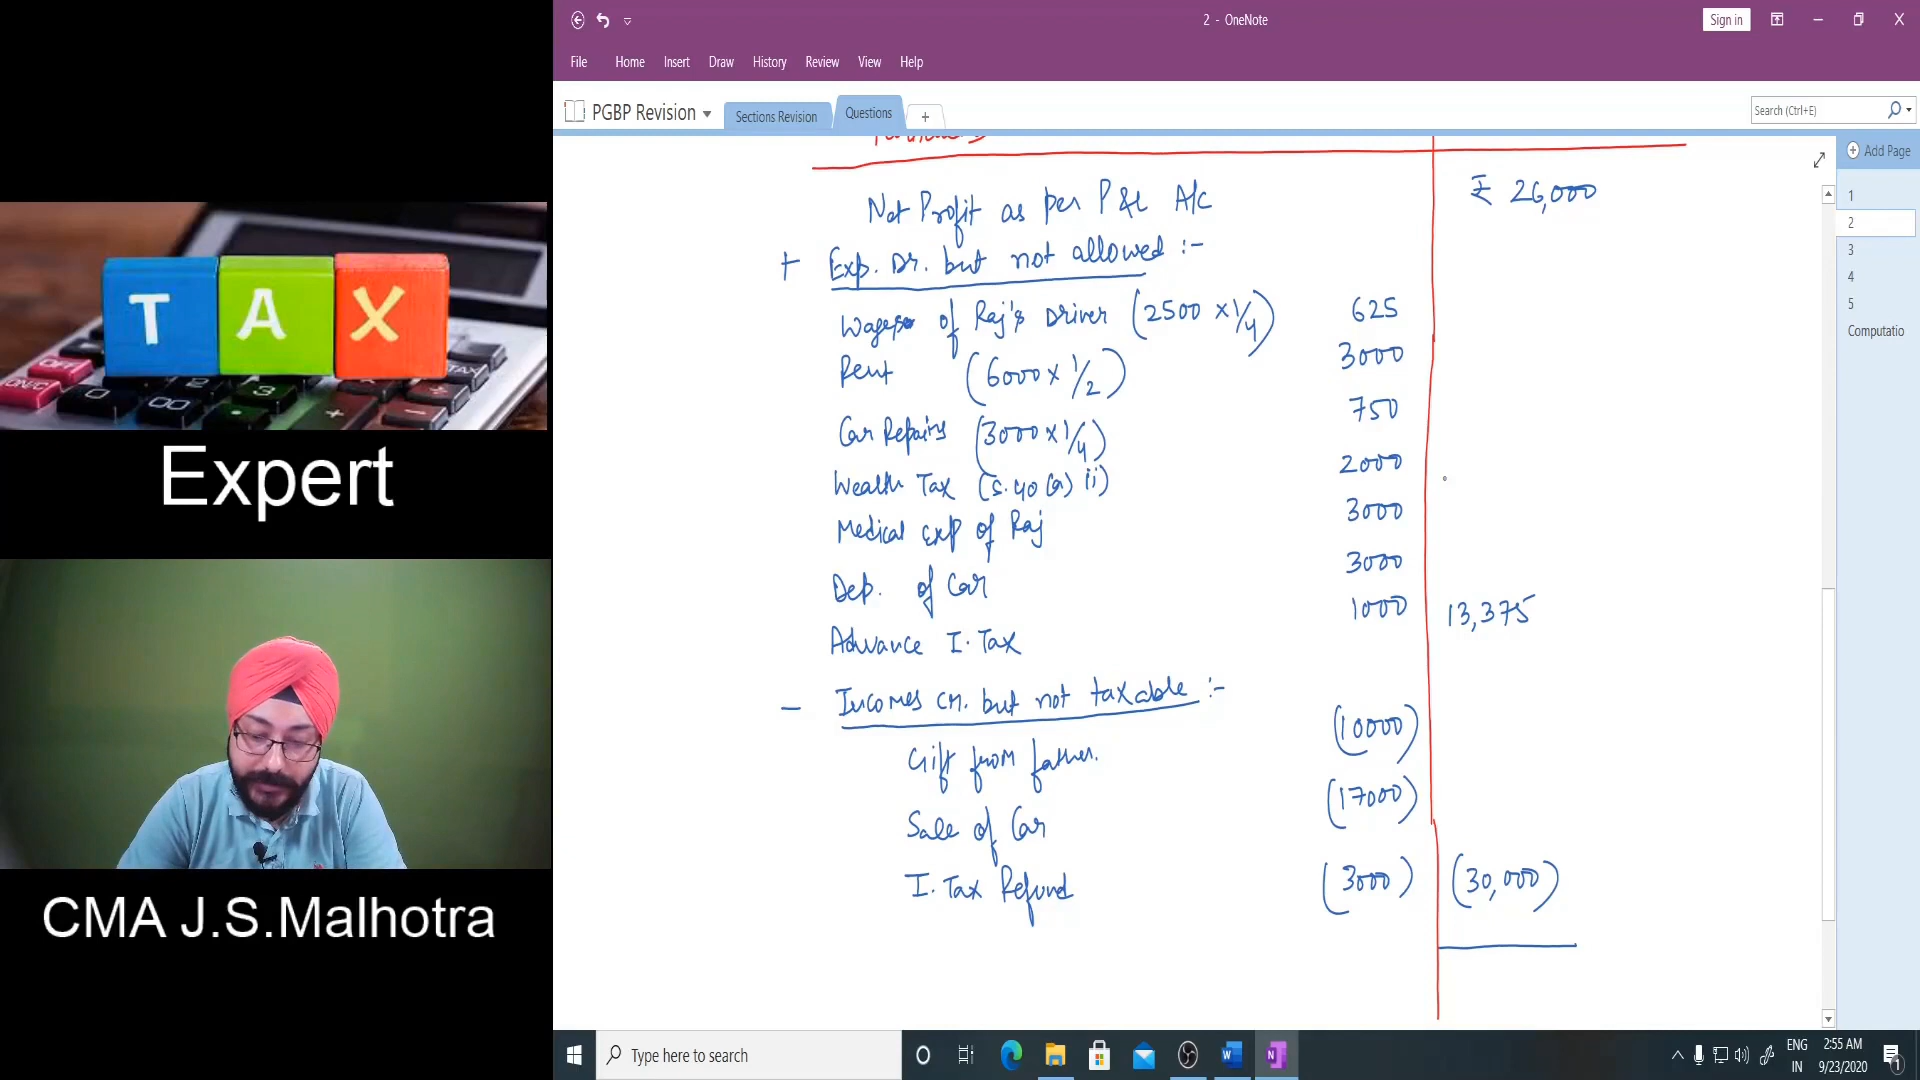 2 - OneNote
Sign in
File Home Insert Draw History Review View Help
PGBP Revision
Sections Revision
Questions
Search (Ctrl+E)
Add Page
1
2
3
4
5
Computatio
Net Profit as per P&L A/c ₹ 26,000
+ Exp. Dr. but not allowed :-
Wages of Raj's Driver (2500 x 1/4) 625
Rent (6000 x 1/2) 3000
Car Repairs (3000 x 1/4) 750
Wealth Tax (S. 40 (a) (i) 2000
Medical Exp of Raj 3000
Dep. of Car 3000
Advance I. Tax 1000 13,375
- Incomes Cr. but not taxable :-
Gift from father. (10000)
Sale of Car (17000)
I. Tax Refund (3000) (30,000)
TAX
TAX
ON/C
00
0
Expert
CMA J.S.Malhotra
Type here to search
ENG
IN
2:55 AM
9/23/2020
1